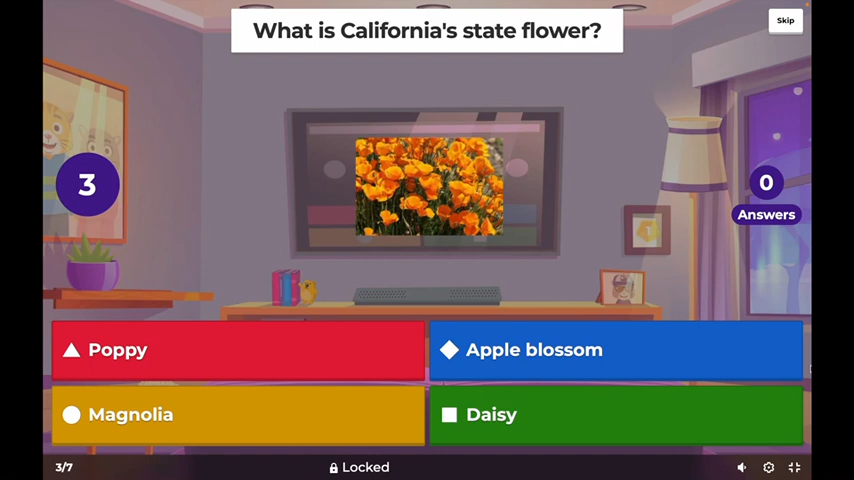 What is California's state flower?
Skip
3
0
Answers
Poppy
Apple blossom
Magnolia
Daisy
3/7
Locked